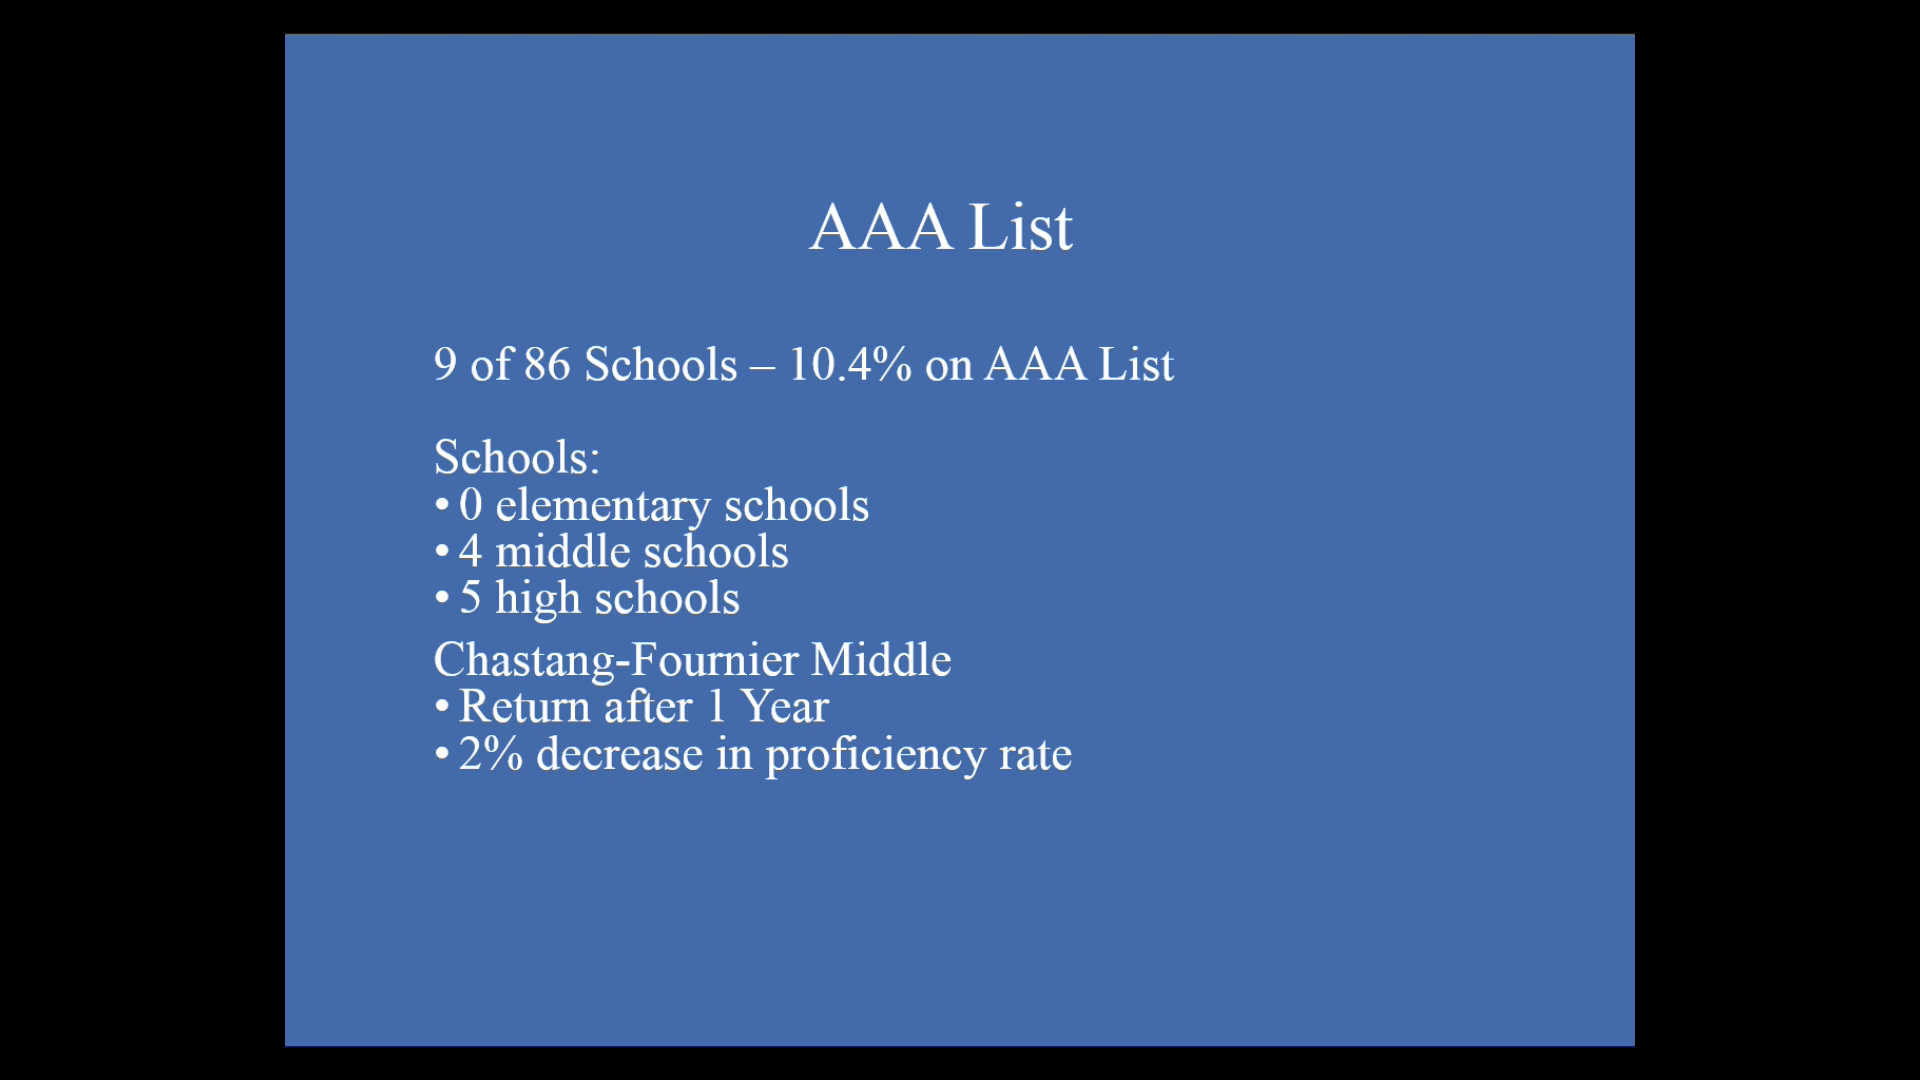 AAA List
9 of 86 Schools – 10.4% on AAA List
Schools:
• 0 elementary schools
• 4 middle schools
• 5 high schools
Chastang-Fournier Middle
• Return after 1 Year
• 2% decrease in proficiency rate